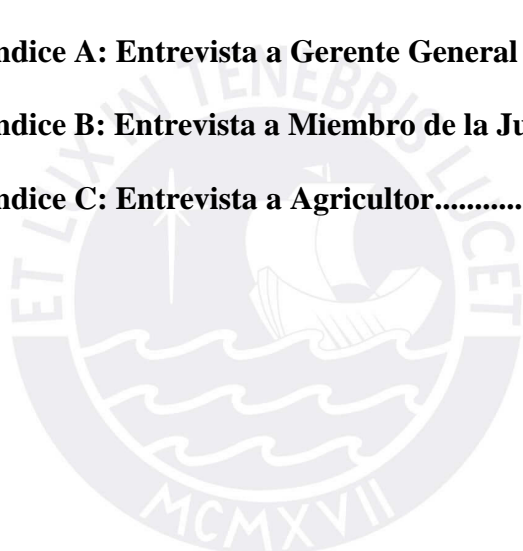 ndice A: Entrevista a Gerente General
ndice B: Entrevista a Miembro de la Ju
ndice C: Entrevista a Agricultor...........
ET LUX IN TENEBRIS LUCET
MCMXVII